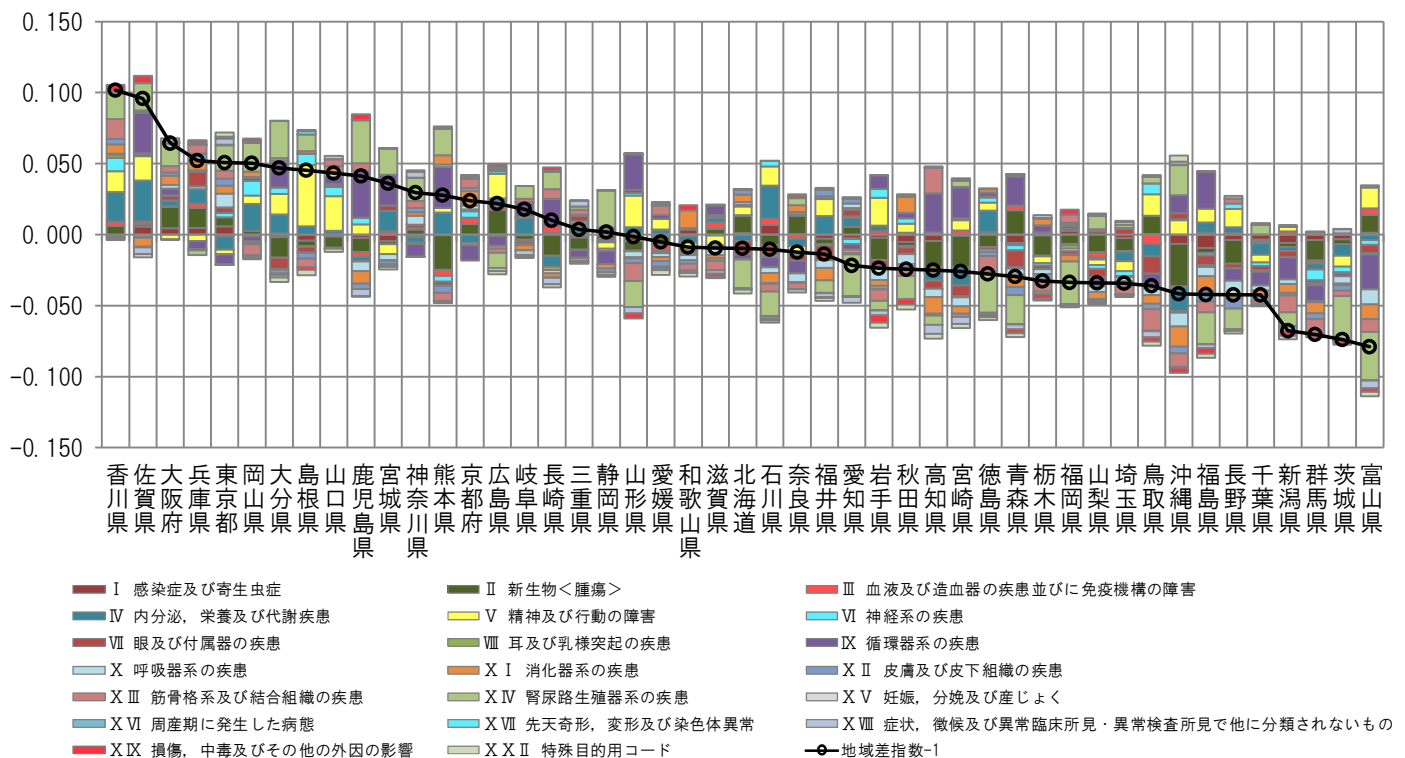 0.150
0.100
0.050
0.000
-0.050
-0.100
-0.150
香川県
佐賀県
大阪府
兵庫県
東京都
岡山県
大分県
島根県
山口県
鹿児島県
宮城県
神奈川県
熊本県
京都府
広島県
岐阜県
長崎県
三重県
静岡県
山形県
愛媛県
和歌山県
滋賀県
北海道
石川県
奈良県
福井県
愛知県
岩手県
秋田県
高知県
宮崎県
徳島県
青森県
栃木県
福岡県
山梨県
埼玉県
鳥取県
沖縄県
福島県
長野県
千葉県
新潟県
群馬県
茨城県
富山県
Ⅰ 感染症及び寄生虫症
Ⅱ 新生物＜腫瘍＞
Ⅲ 血液及び造血器の疾患並びに免疫機構の障害
Ⅳ 内分泌，栄養及び代謝疾患
Ⅴ 精神及び行動の障害
Ⅵ 神経系の疾患
Ⅶ 眼及び付属器の疾患
Ⅷ 耳及び乳様突起の疾患
Ⅸ 循環器系の疾患
Ⅹ 呼吸器系の疾患
ⅩⅠ 消化器系の疾患
ⅩⅡ 皮膚及び皮下組織の疾患
ⅩⅢ 筋骨格系及び結合組織の疾患
ⅩⅣ 腎尿路生殖器系の疾患
ⅩⅤ 妊娠，分娩及び産じょく
ⅩⅥ 周産期に発生した病態
ⅩⅦ 先天奇形，変形及び染色体異常
ⅩⅧ 症状，徴候及び異常臨床所見・異常検査所見で他に分類されないもの
ⅩⅨ 損傷，中毒及びその他の外因の影響
ⅩⅩⅡ 特殊目的用コード
地域差指数-1